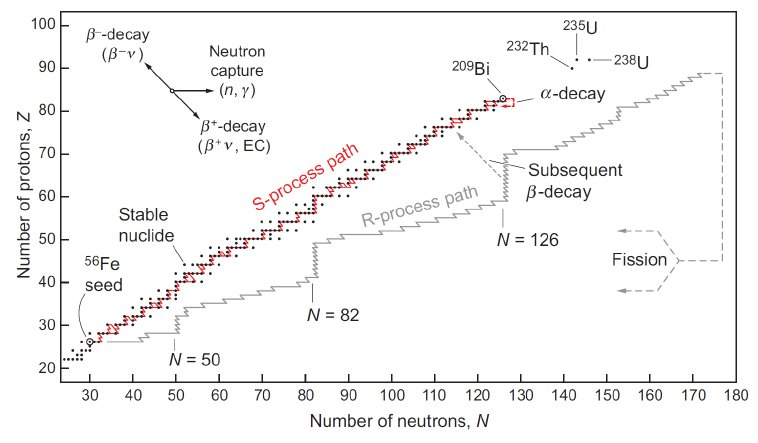 100
90
80
70
60
50
40
30
20
Number of protons, Z
β⁻-decay
(β⁻ν)
Neutron
capture
(n, γ)
β⁺-decay
(β⁺ν, EC)
²³⁵U
²³²Th
²³⁸U
²⁰⁹Bi
α-decay
S-process path
R-process path
Subsequent
β-decay
Stable
nuclide
⁵⁶Fe
seed
N = 126
Fission
N = 82
N = 50
30 40 50 60 70 80 90 100 110 120 130 140 150 160 170 180
Number of neutrons, N